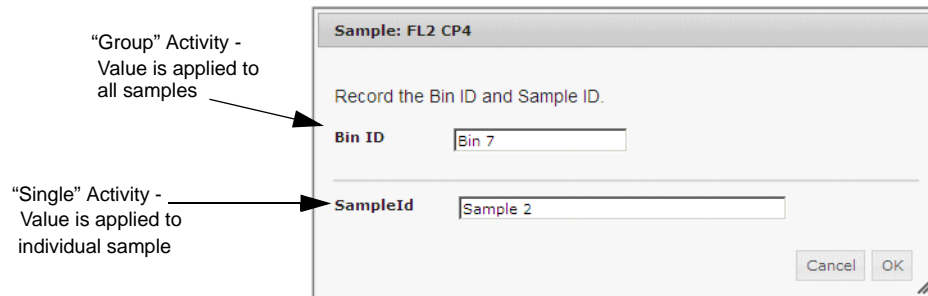 “Group” Activity -
Value is applied to
all samples
“Single” Activity -
Value is applied to
individual sample
Sample: FL2 CP4
Record the Bin ID and Sample ID.
Bin ID
Bin 7
SampleId
Sample 2
Cancel
OK